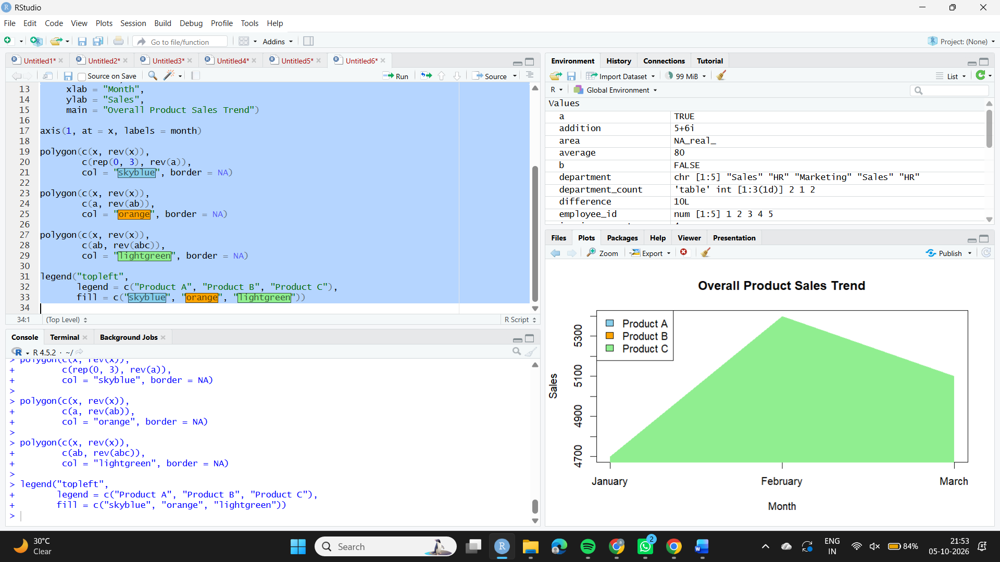 RStudio
File Edit Code View Plots Session Build Debug Profile Tools Help
Go to file/function Addins Project: (None)
Untitled1* Untitled2* Untitled3* Untitled4* Untitled5* Untitled6*
Source on Save Run Source
13 xlab = "Month",
14 ylab = "Sales",
15 main = "Overall Product Sales Trend")
16
17 axis(1, at = x, labels = month)
18
19 polygon(c(x, rev(x)),
20 c(rep(0, 3), rev(a)),
21 col = "skyblue", border = NA)
22
23 polygon(c(x, rev(x)),
24 c(a, rev(ab)),
25 col = "orange", border = NA)
26
27 polygon(c(x, rev(x)),
28 c(ab, rev(abc)),
29 col = "lightgreen", border = NA)
30
31 legend("topleft",
32 legend = c("Product A", "Product B", "Product C"),
33 fill = c("skyblue", "orange", "lightgreen"))
34
34:1 (Top Level) R Script
Console Terminal Background Jobs
R 4.5.2 · ~/
> polygon(c(x, rev(x)),
+ c(rep(0, 3), rev(a)),
+ col = "skyblue", border = NA)
>
> polygon(c(x, rev(x)),
+ c(a, rev(ab)),
+ col = "orange", border = NA)
>
> polygon(c(x, rev(x)),
+ c(ab, rev(abc)),
+ col = "lightgreen", border = NA)
>
> legend("topleft",
+ legend = c("Product A", "Product B", "Product C"),
+ fill = c("skyblue", "orange", "lightgreen"))
>
Environment History Connections Tutorial
Import Dataset 99 MiB List
R Global Environment
Values
a TRUE
addition 5+6i
area NA_real_
average 80
b FALSE
department chr [1:5] "Sales" "HR" "Marketing" "Sales" "HR"
department_count 'table' int [1:3(1d)] 2 1 2
difference 10L
employee_id num [1:5] 1 2 3 4 5
Files Plots Packages Help Viewer Presentation
Zoom Export Publish
Overall Product Sales Trend
Product A
Product B
Product C
Sales
5300
5100
4900
4700
January February March
Month
30°C
Clear
Search
2
ENG
IN
84%
21:53
05-10-2026